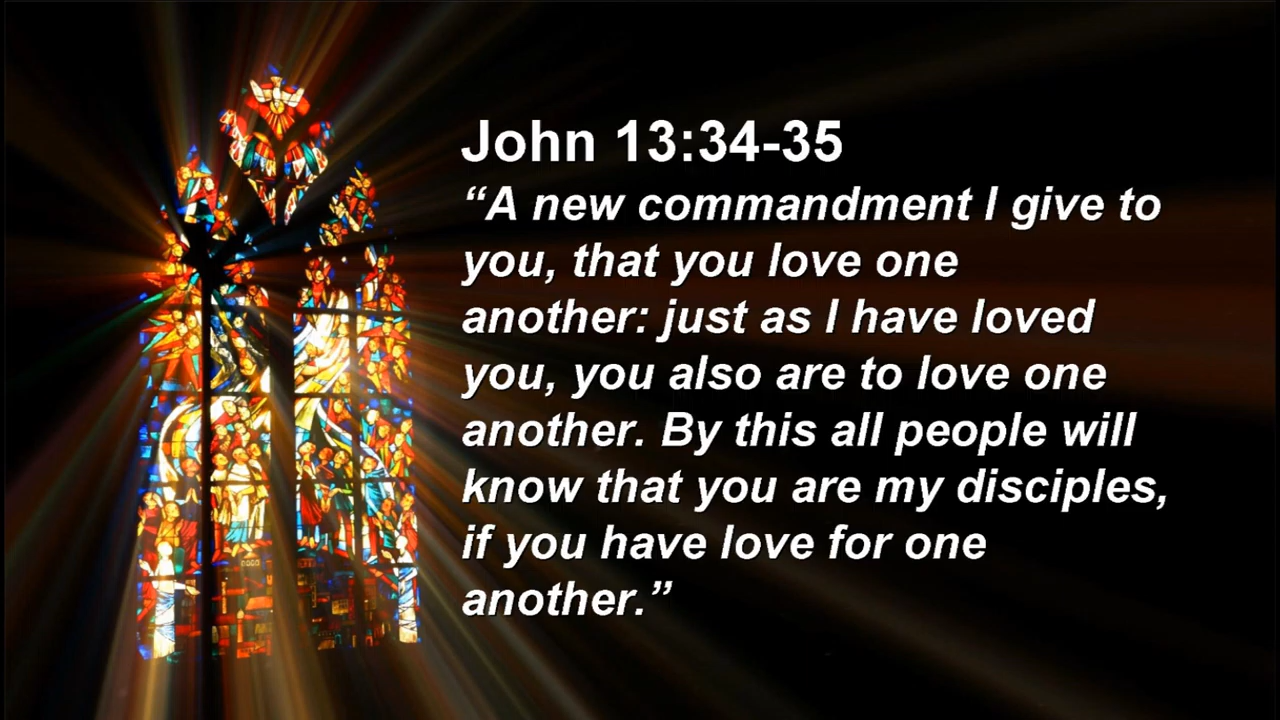 John 13:34-35
“A new commandment I give to
you, that you love one
another: just as I have loved
you, you also are to love one
another. By this all people will
know that you are my disciples,
if you have love for one
another.”